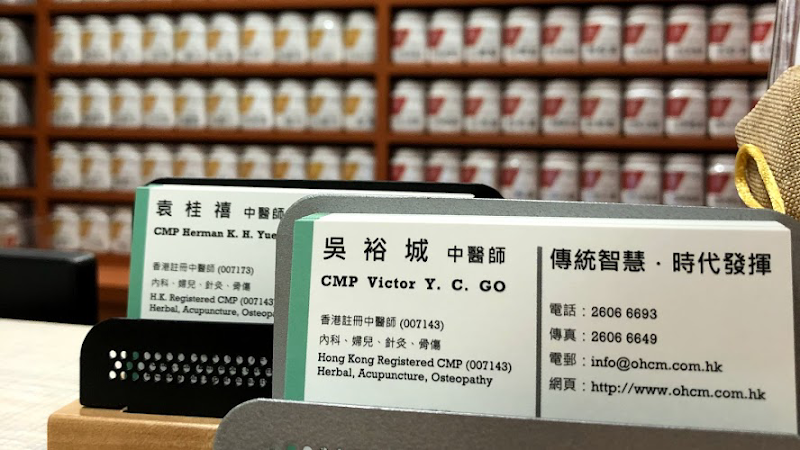 袁桂禧 中醫師
CMP Herman K. H. Yue
香港註冊中醫師 (007173)
內科、婦兒、針灸、骨傷
H.K. Registered CMP (007143)
Herbal, Acupuncture, Osteopa
吳裕城 中醫師
CMP Victor Y. C. GO
香港註冊中醫師 (007143)
內科、婦兒、針灸、骨傷
Hong Kong Registered CMP (007143)
Herbal, Acupuncture, Osteopathy
傳統智慧·時代發揮
電話：2606 6693
傳真：2606 6649
電郵：info@ohcm.com.hk
網頁：http://www.ohcm.com.hk